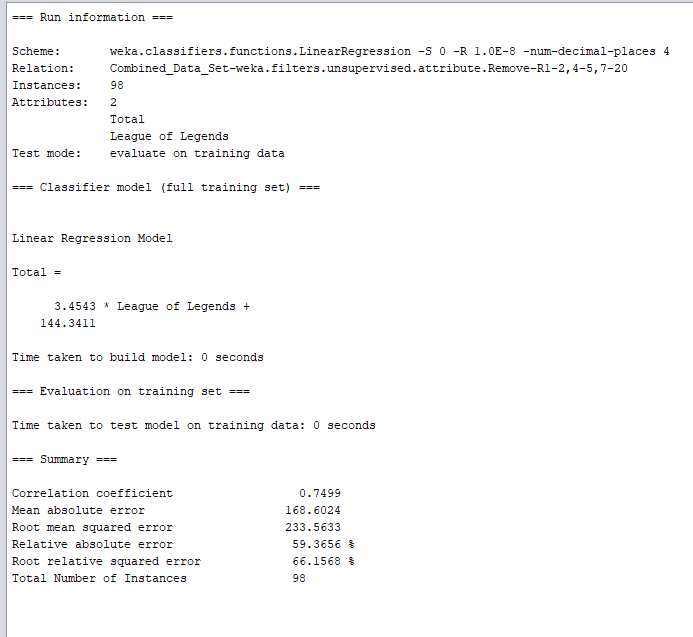 === Run information ===
Scheme: weka.classifiers.functions.LinearRegression -S 0 -R 1.0E-8 -num-decimal-places 4
Relation: Combined_Data_Set-weka.filters.unsupervised.attribute.Remove-R1-2,4-5,7-20
Instances: 98
Attributes: 2
Total
League of Legends
Test mode: evaluate on training data
=== Classifier model (full training set) ===
Linear Regression Model
Total =
3.4543 * League of Legends +
144.3411
Time taken to build model: 0 seconds
=== Evaluation on training set ===
Time taken to test model on training data: 0 seconds
=== Summary ===
Correlation coefficient 0.7499
Mean absolute error 168.6024
Root mean squared error 233.5633
Relative absolute error 59.3656 %
Root relative squared error 66.1568 %
Total Number of Instances 98